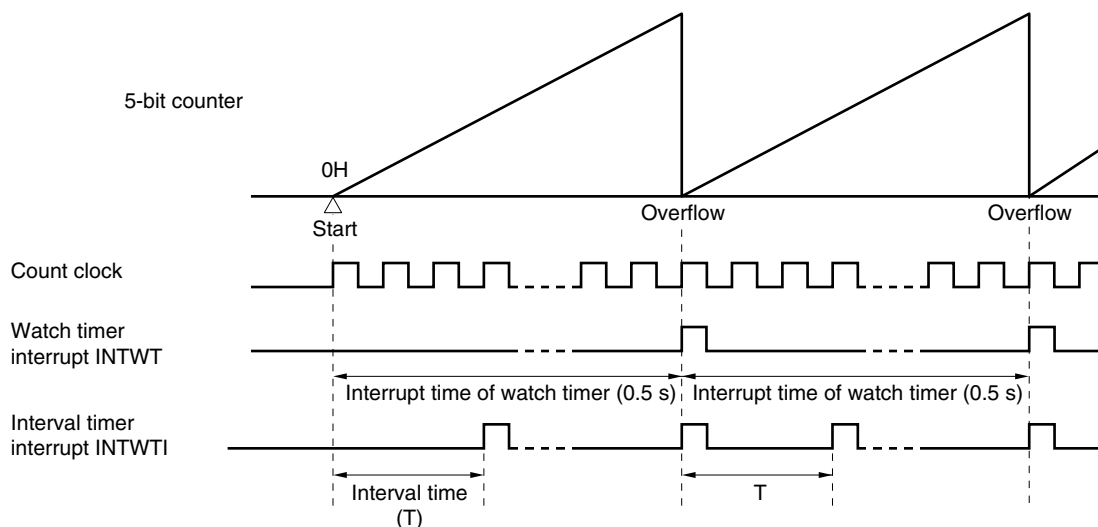 5-bit counter
0H
Start
Overflow
Overflow
Count clock
Watch timer
interrupt INTWT
Interrupt time of watch timer (0.5 s)
Interrupt time of watch timer (0.5 s)
Interval timer
interrupt INTWTI
Interval time
(T)
T